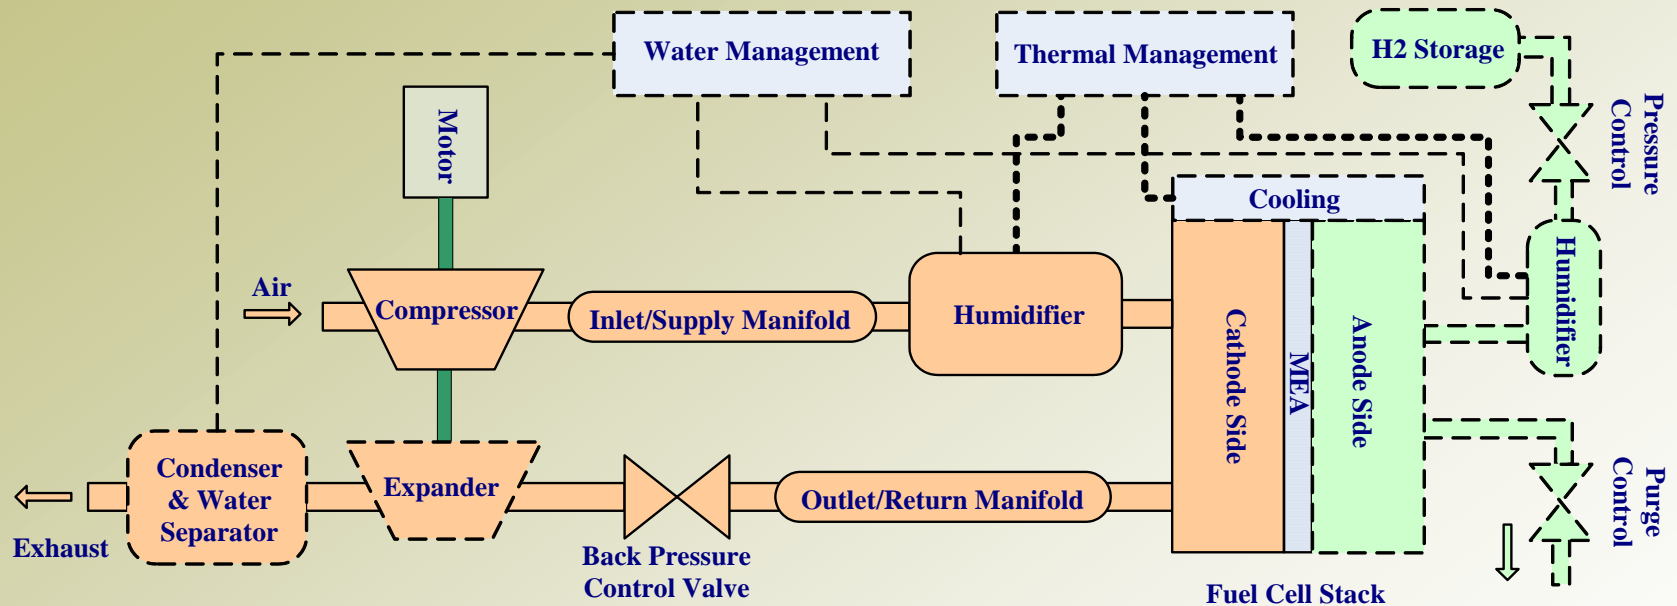 Water Management
Thermal Management
H2 Storage
Pressure
Control
Motor
Cooling
Air
Compressor
Inlet/Supply Manifold
Humidifier
Cathode Side
MEA
Anode Side
Humidifier
Condenser
& Water
Separator
Expander
Outlet/Return Manifold
Purge
Control
Exhaust
Back Pressure
Control Valve
Fuel Cell Stack